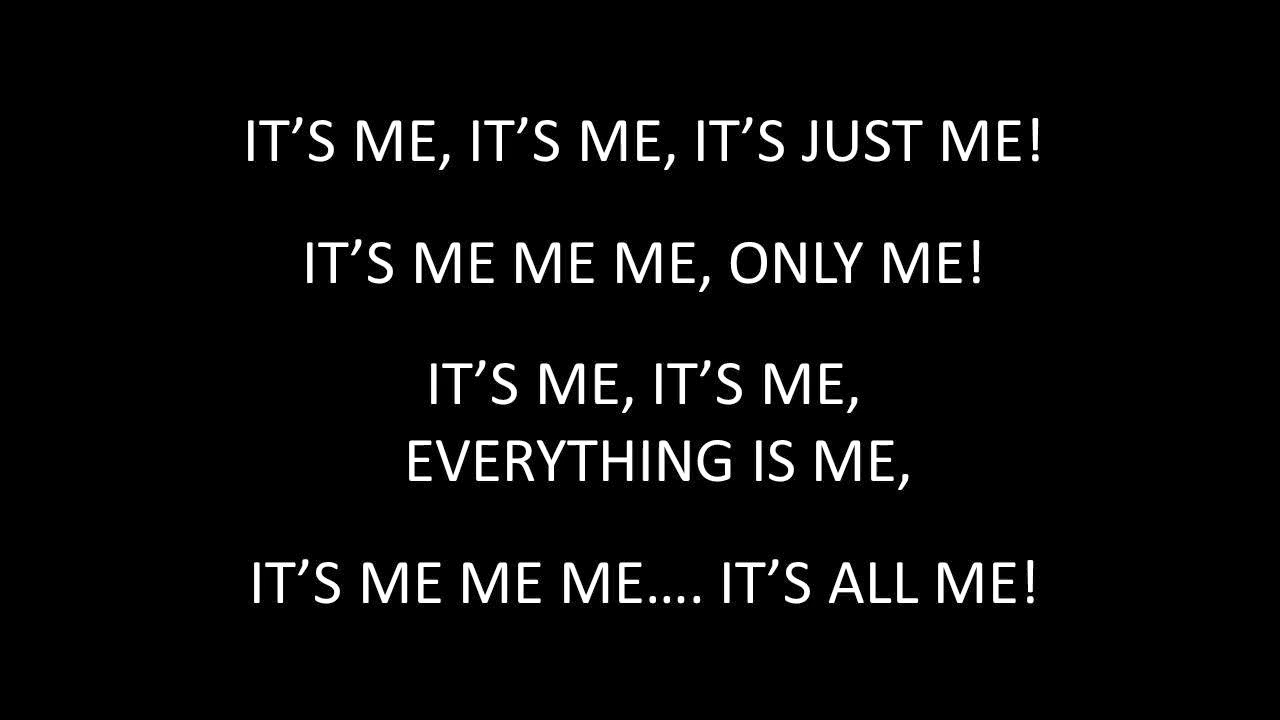 IT’S ME, IT’S ME, IT’S JUST ME!
IT’S ME ME ME, ONLY ME!
IT’S ME, IT’S ME,
EVERYTHING IS ME,
IT’S ME ME ME…. IT’S ALL ME!